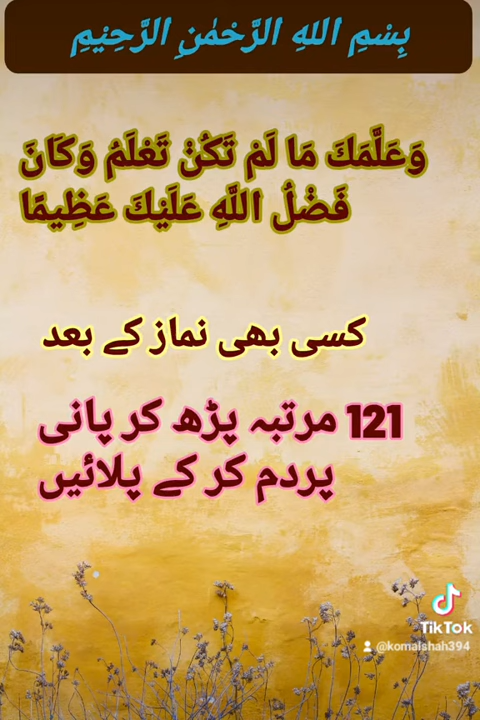 بِسْمِ اللهِ الرَّحْمٰنِ الرَّحِيْمِ
وَعَلَّمَكَ مَا لَمْ تَكُنْ تَعْلَمُ وَكَانَ
فَضْلُ اللَّهِ عَلَيْكَ عَظِيمًا
کسی بھی نماز کے بعد
121 مرتبہ پڑھ کر پانی
پردم کر کے پلائیں
TikTok
@komalshah394